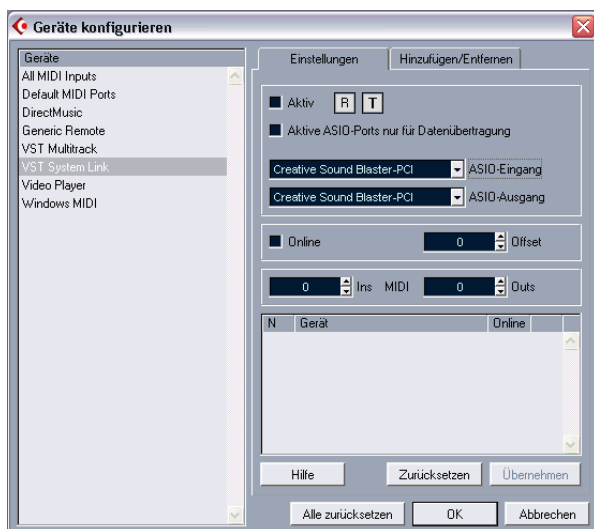 Geräte konfigurieren
Geräte
All MIDI Inputs
Default MIDI Ports
DirectMusic
Generic Remote
VST Multitrack
VST System Link
Video Player
Windows MIDI
Einstellungen Hinzufügen/Entfernen
Aktiv R T
Aktive ASIO-Ports nur für Datenübertragung
Creative Sound Blaster-PCI ASIO-Eingang
Creative Sound Blaster-PCI ASIO-Ausgang
Online 0 Offset
0 Ins MIDI 0 Outs
N Gerät Online
Hilfe Zurücksetzen Übernehmen
Alle zurücksetzen OK Abbrechen